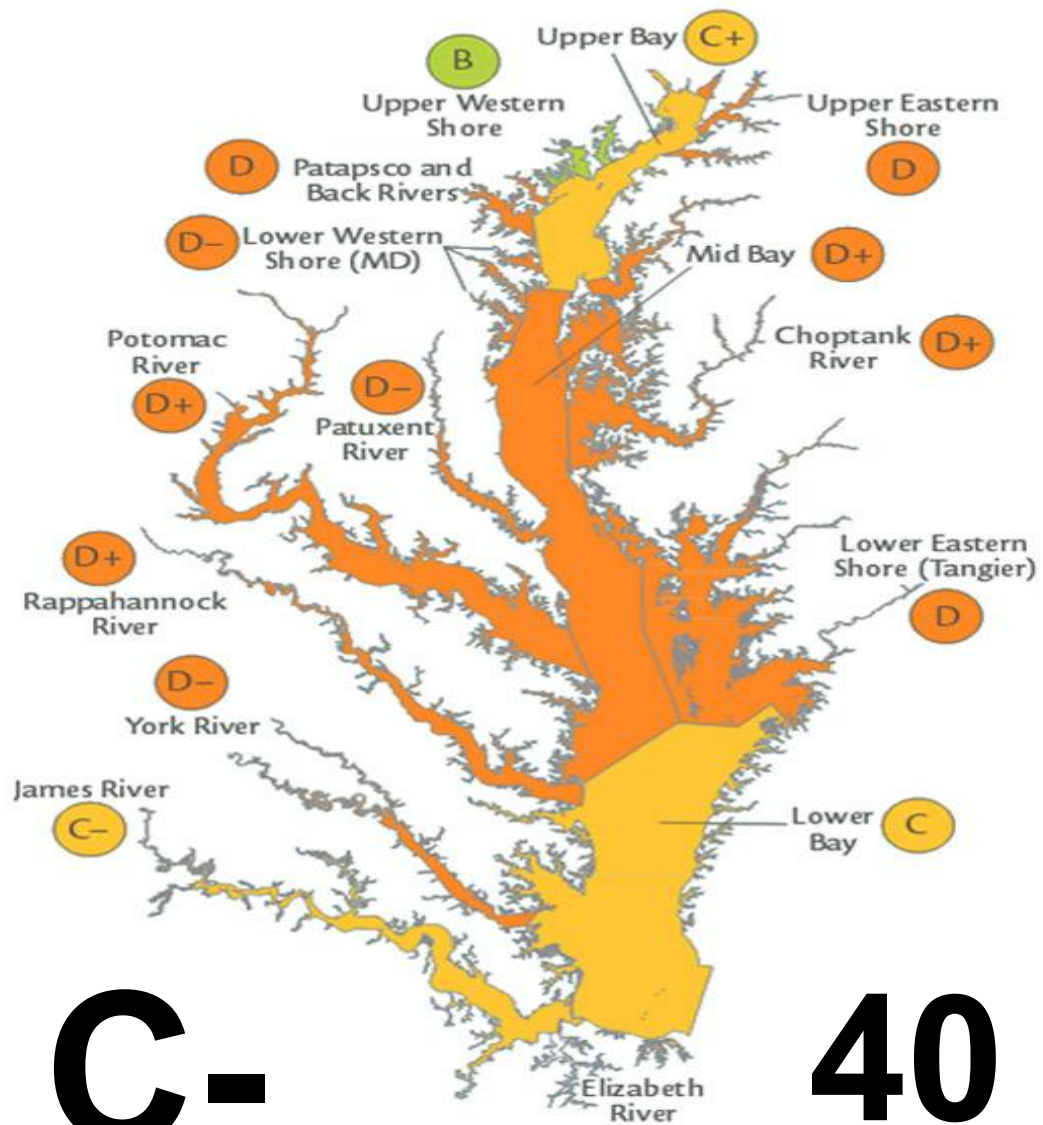 Upper Bay
C+
B
Upper Western
Shore
Upper Eastern
Shore
D
D
Patapsco and
Back Rivers
D–
Lower Western
Shore (MD)
Mid Bay
D+
Potomac
River
D+
D–
Patuxent
River
Choptank
River
D+
D+
Rappahannock
River
Lower Eastern
Shore (Tangier)
D
D–
York River
James River
C–
Lower
Bay
C
Elizabeth
River
C-
40